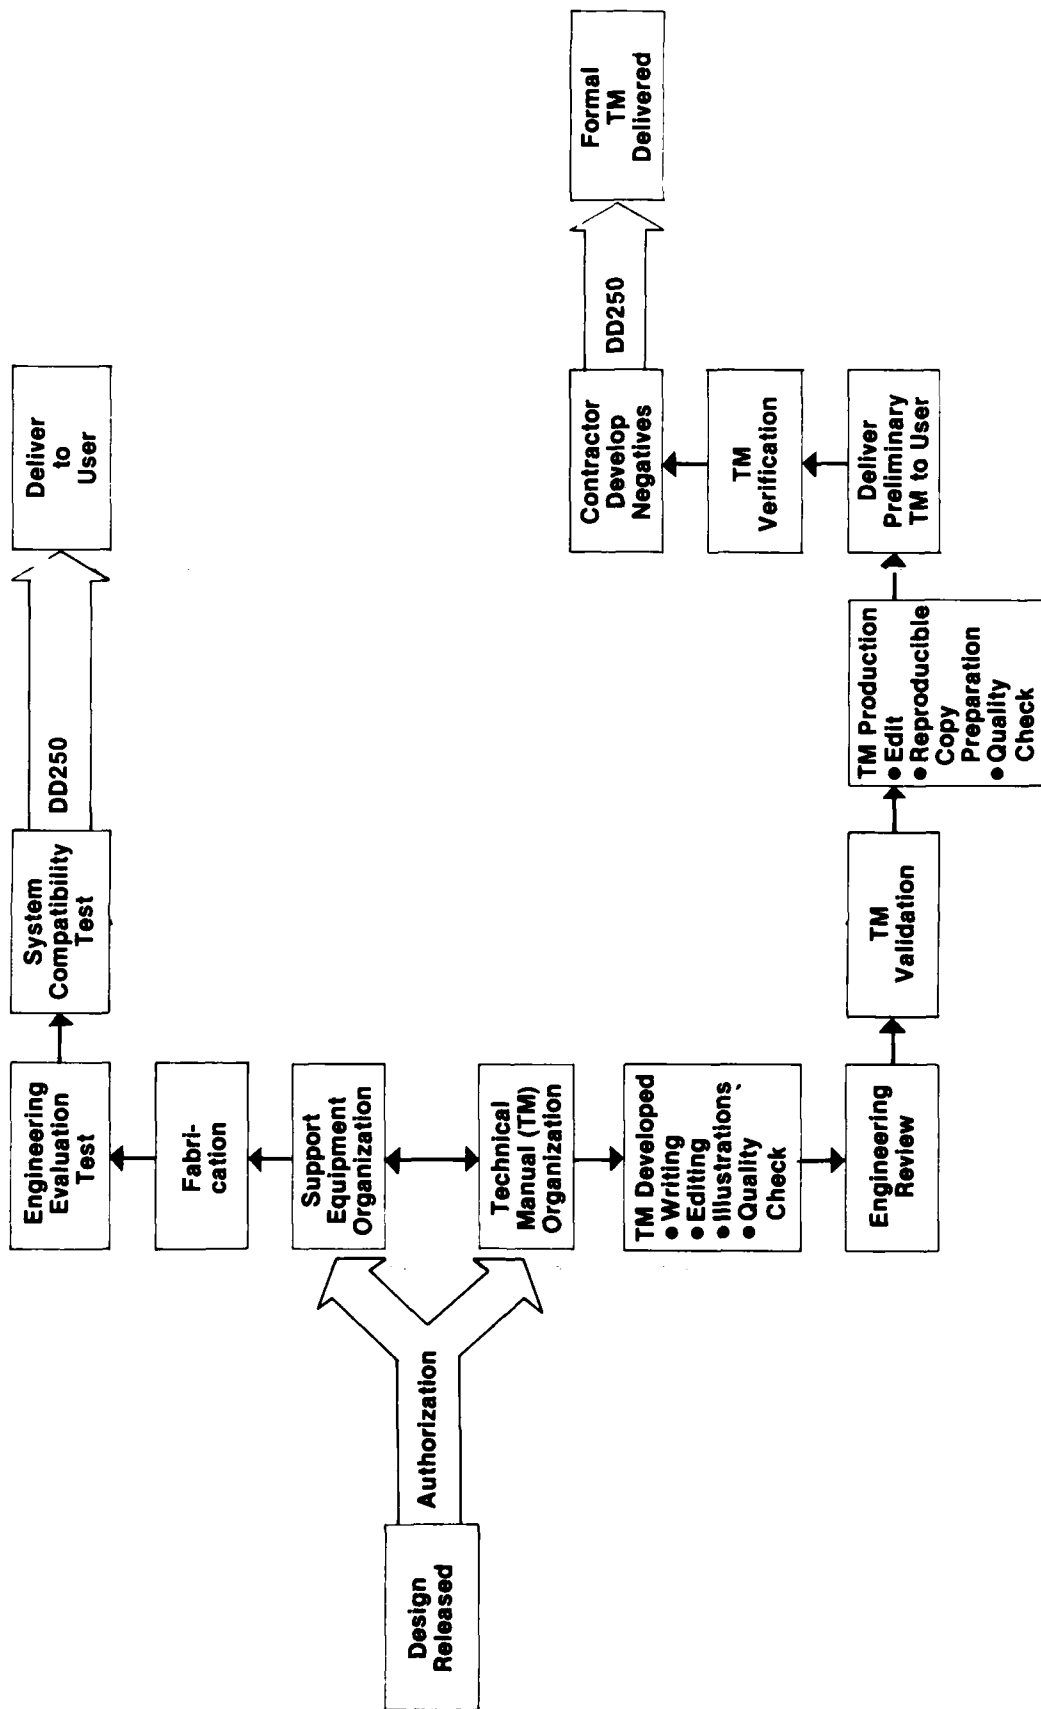 Design
Released
Authorization
Engineering
Evaluation
Test
Fabri-
cation
Support
Equipment
Organization
Technical
Manual (TM)
Organization
TM Developed
● Writing
● Editing
● Illustrations
● Quality
Check
Engineering
Review
System
Compatibility
Test
DD250
Deliver
to
User
TM
Validation
TM Production
● Edit
● Reproducible
Copy
Preparation
● Quality
Check
Deliver
Preliminary
TM to User
TM
Verification
Contractor
Develop
Negatives
DD250
Formal
TM
Delivered